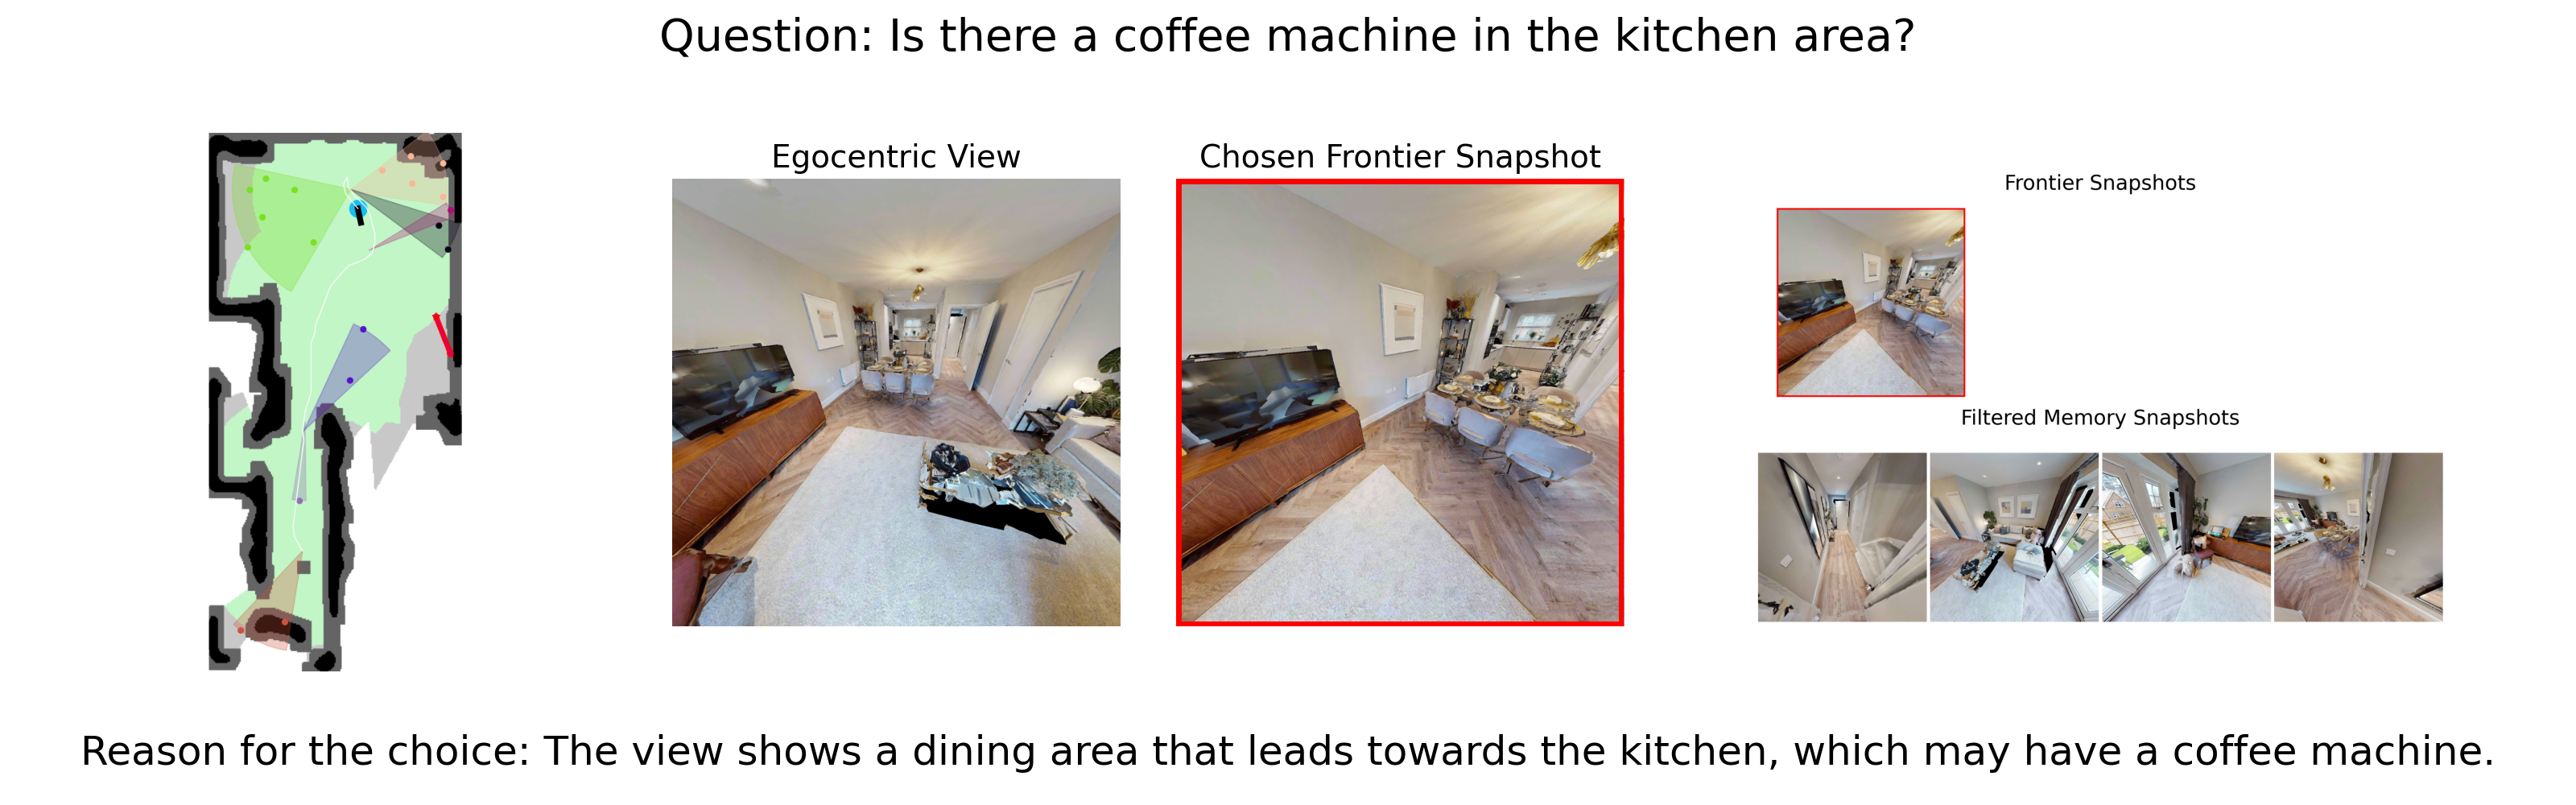 Question: Is there a coffee machine in the kitchen area?
Egocentric View
Chosen Frontier Snapshot
Frontier Snapshots
Filtered Memory Snapshots
Reason for the choice: The view shows a dining area that leads towards the kitchen, which may have a coffee machine.